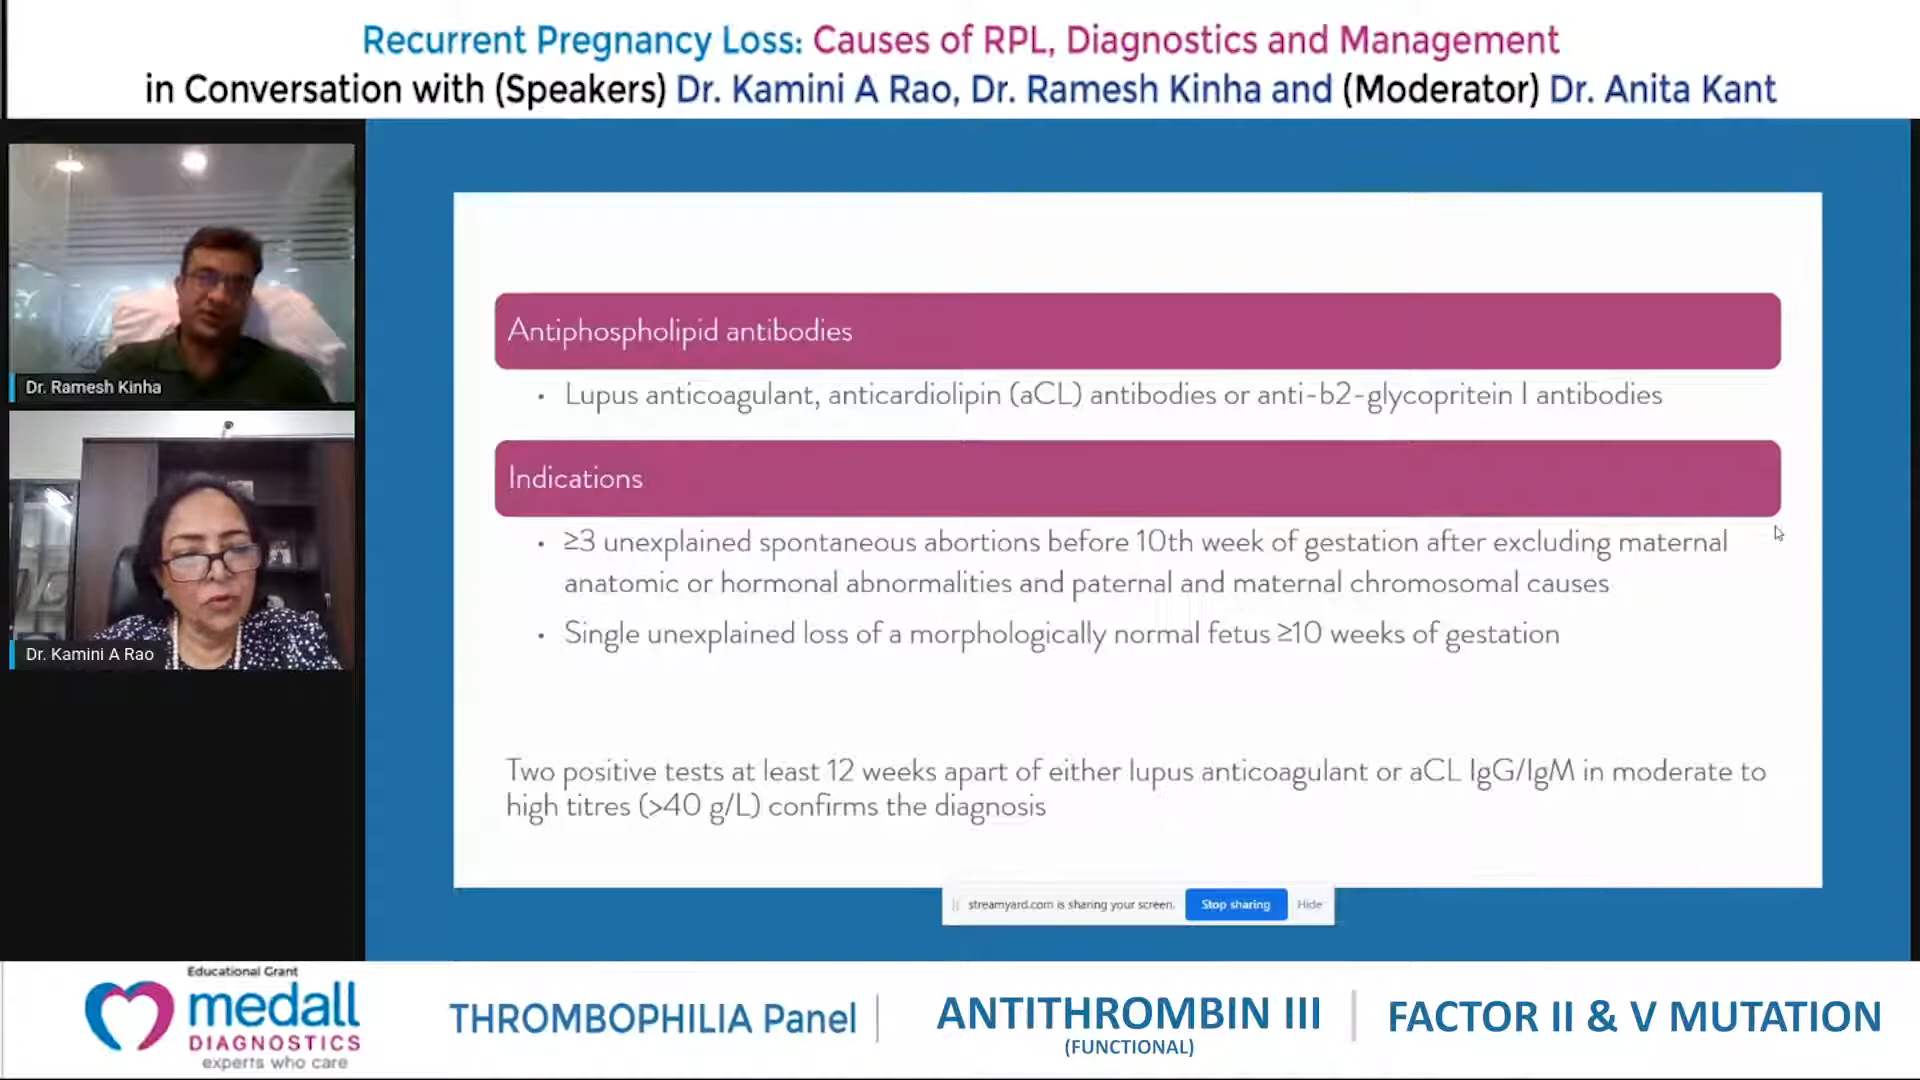 Recurrent Pregnancy Loss: Causes of RPL, Diagnostics and Management
in Conversation with (Speakers) Dr. Kamini A Rao, Dr. Ramesh Kinha and (Moderator) Dr. Anita Kant
Dr. Ramesh Kinha
Dr. Kamini A Rao
Antiphospholipid antibodies
• Lupus anticoagulant, anticardiolipin (aCL) antibodies or anti-b2-glycopritein I antibodies
Indications
• ≥3 unexplained spontaneous abortions before 10th week of gestation after excluding maternal
anatomic or hormonal abnormalities and paternal and maternal chromosomal causes
• Single unexplained loss of a morphologically normal fetus ≥10 weeks of gestation
Two positive tests at least 12 weeks apart of either lupus anticoagulant or aCL IgG/IgM in moderate to
high titres (>40 g/L) confirms the diagnosis
streamyard.com is sharing your screen. Stop sharing Hide
Educational Grant
medall
DIAGNOSTICS
experts who care
THROMBOPHILIA Panel
ANTITHROMBIN III
(FUNCTIONAL)
FACTOR II & V MUTATION